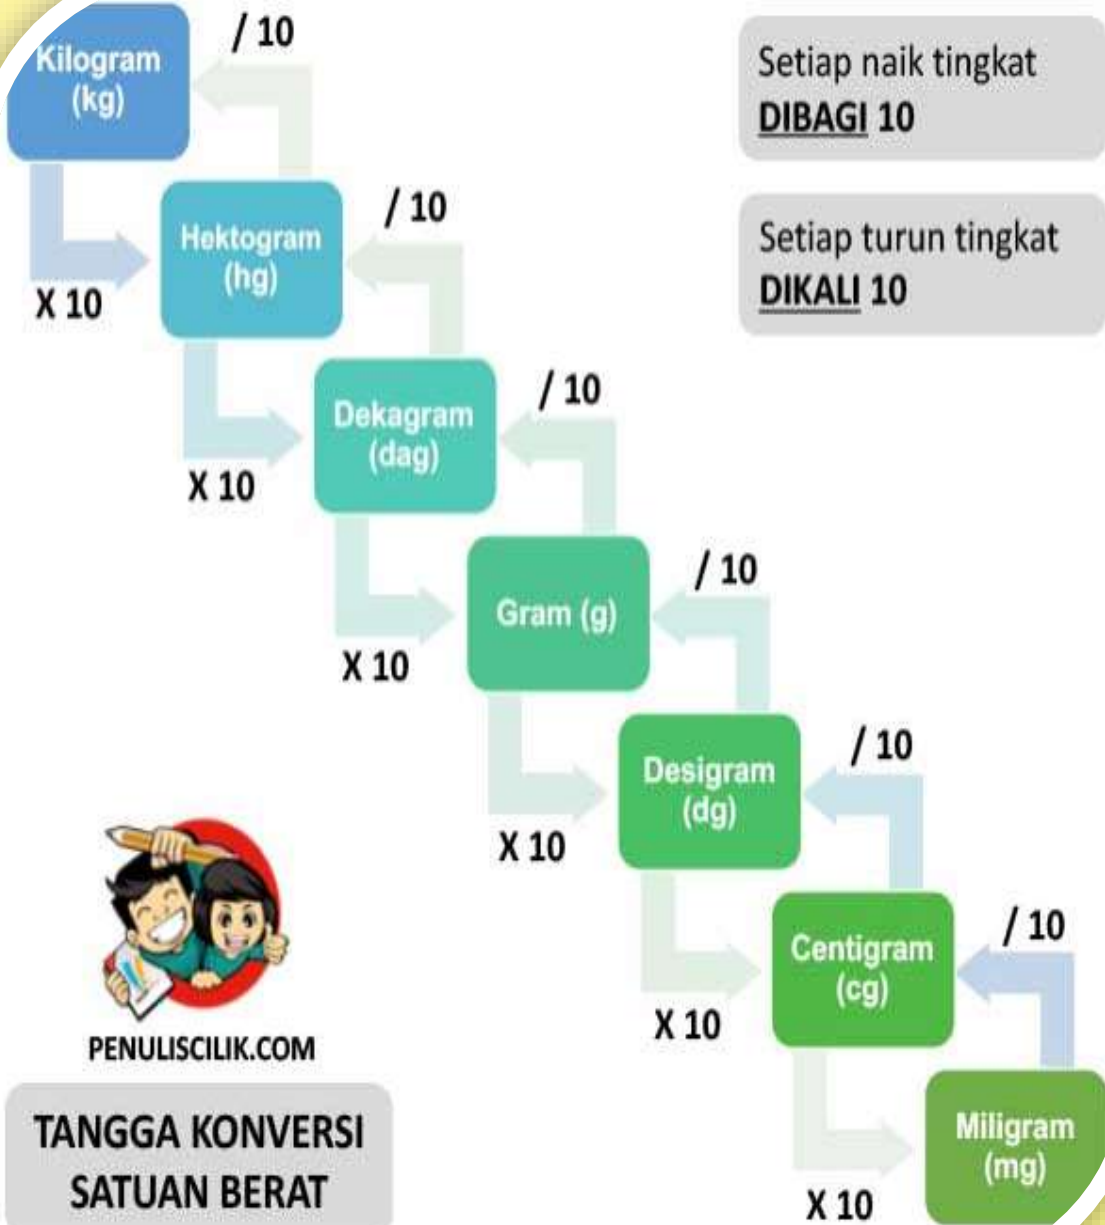 / 10
Kilogram
(kg)
Setiap naik tingkat
DIBAGI 10
X 10
/ 10
Hektogram
(hg)
Setiap turun tingkat
DIKALI 10
X 10
/ 10
Dekagram
(dag)
X 10
/ 10
Gram (g)
X 10
/ 10
Desigram
(dg)
X 10
/ 10
Centigram
(cg)
X 10
Miligram
(mg)
PENULISCILIK.COM
TANGGA KONVERSI
SATUAN BERAT